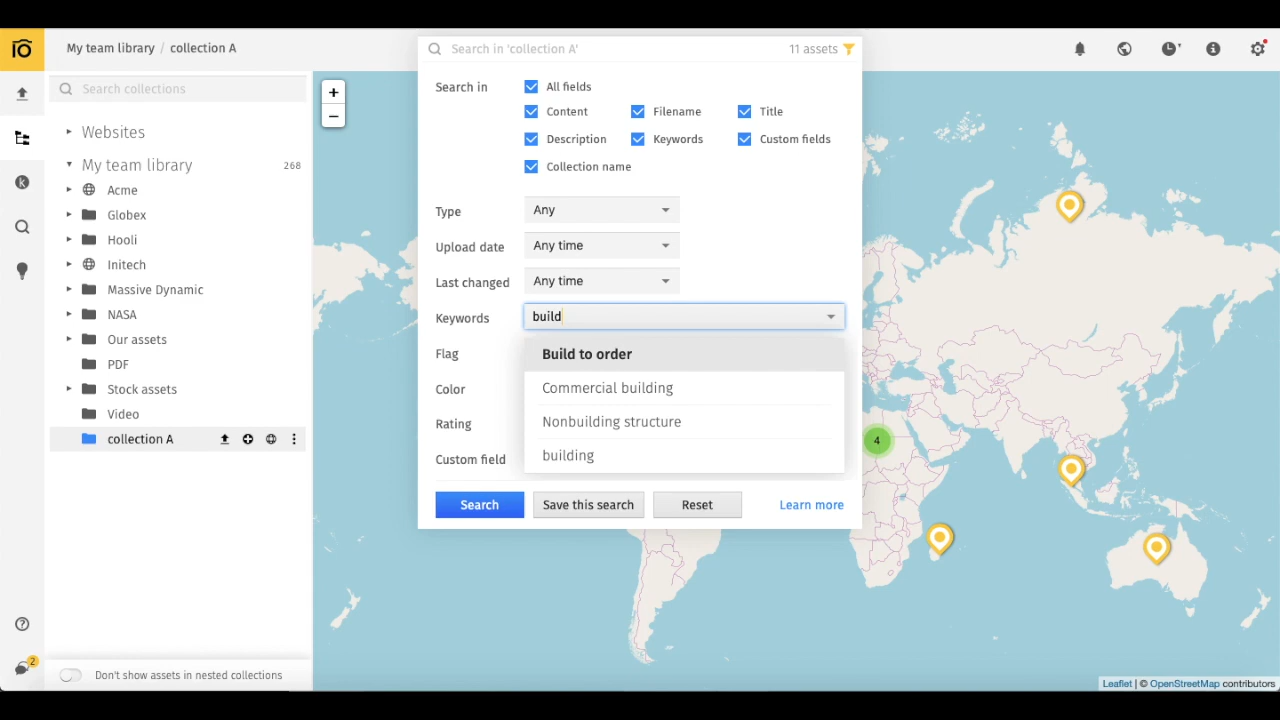 My team library / collection A
Search collections
Websites
My team library 268
Acme
Globex
Hooli
Initech
Massive Dynamic
NASA
Our assets
PDF
Stock assets
Video
collection A
Don't show assets in nested collections
2
Search in 'collection A'
11 assets
Search in
All fields
Content Filename Title
Description Keywords Custom fields
Collection name
Type Any
Upload date Any time
Last changed Any time
Keywords build
Flag
Color
Rating
Custom field
Build to order
Commercial building
Nonbuilding structure
building
Search Save this search Reset Learn more
+
−
4
Leaflet | © OpenStreetMap contributors